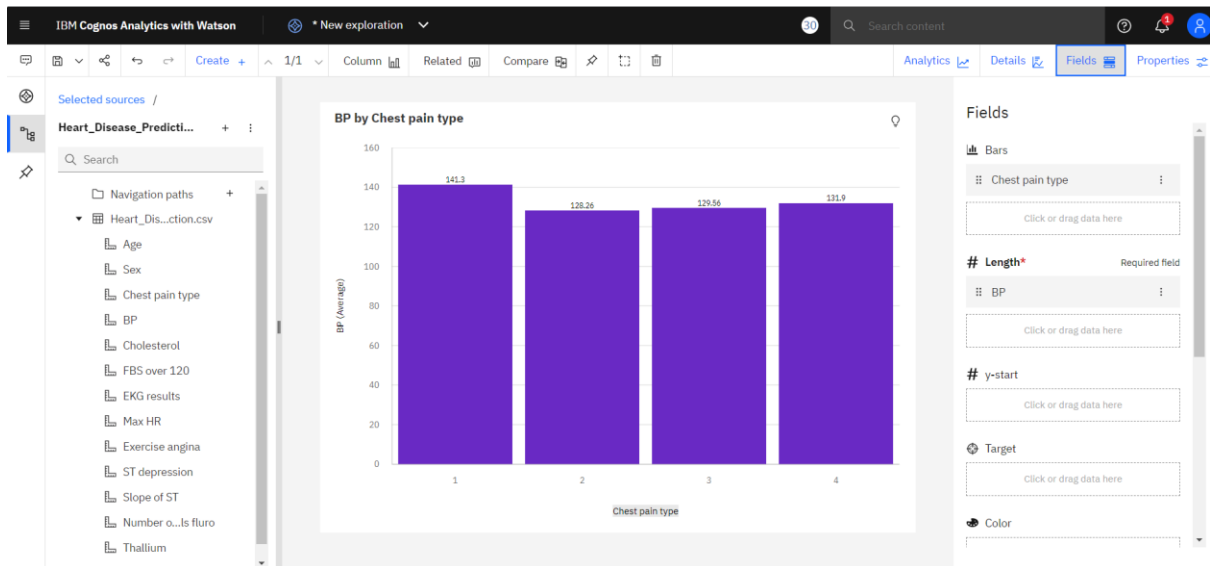 IBM Cognos Analytics with Watson
* New exploration
30
Search content
1
Create +
1/1
Column
Related
Compare
Analytics
Details
Fields
Properties
Selected sources /
Heart_Disease_Predicti...
Search
Navigation paths
Heart_Dis...ction.csv
Age
Sex
Chest pain type
BP
Cholesterol
FBS over 120
EKG results
Max HR
Exercise angina
ST depression
Slope of ST
Number o...ls fluro
Thallium
BP by Chest pain type
BP (Average)
160
140
120
100
80
60
40
20
0
141.3
128.26
129.56
131.9
1
2
3
4
Chest pain type
Fields
Bars
Chest pain type
Click or drag data here
# Length* Required field
BP
Click or drag data here
# y-start
Click or drag data here
Target
Click or drag data here
Color